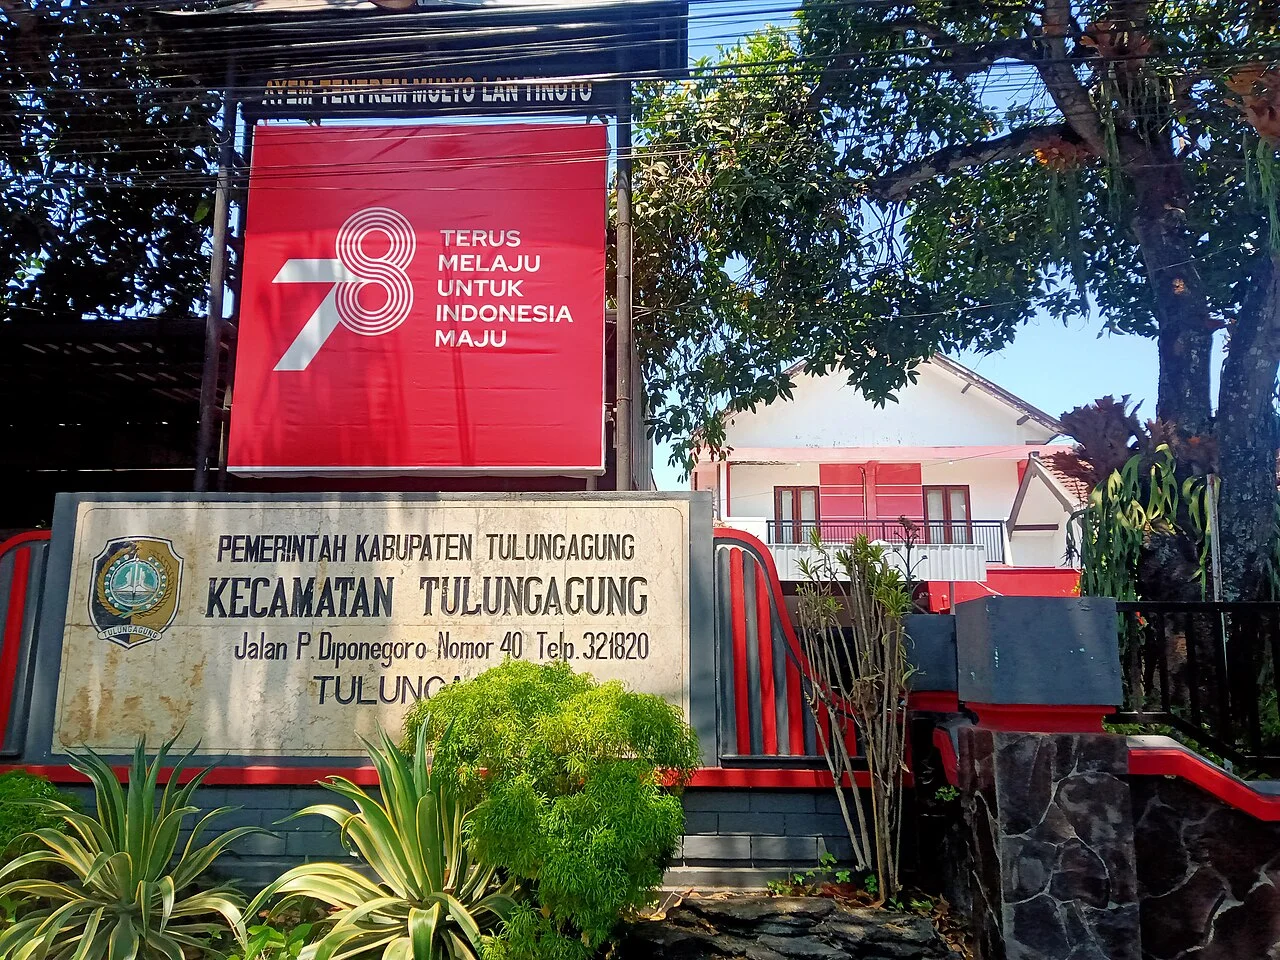 AYEM TENTREM MULYO LAN TINOTO
78
TERUS
MELAJU
UNTUK
INDONESIA
MAJU
PEMERINTAH KABUPATEN TULUNGAGUNG
KECAMATAN TULUNGAGUNG
Jalan P. Diponegoro Nomor 40 Telp. 321820
TULUNGAGUNG
TULUNGA